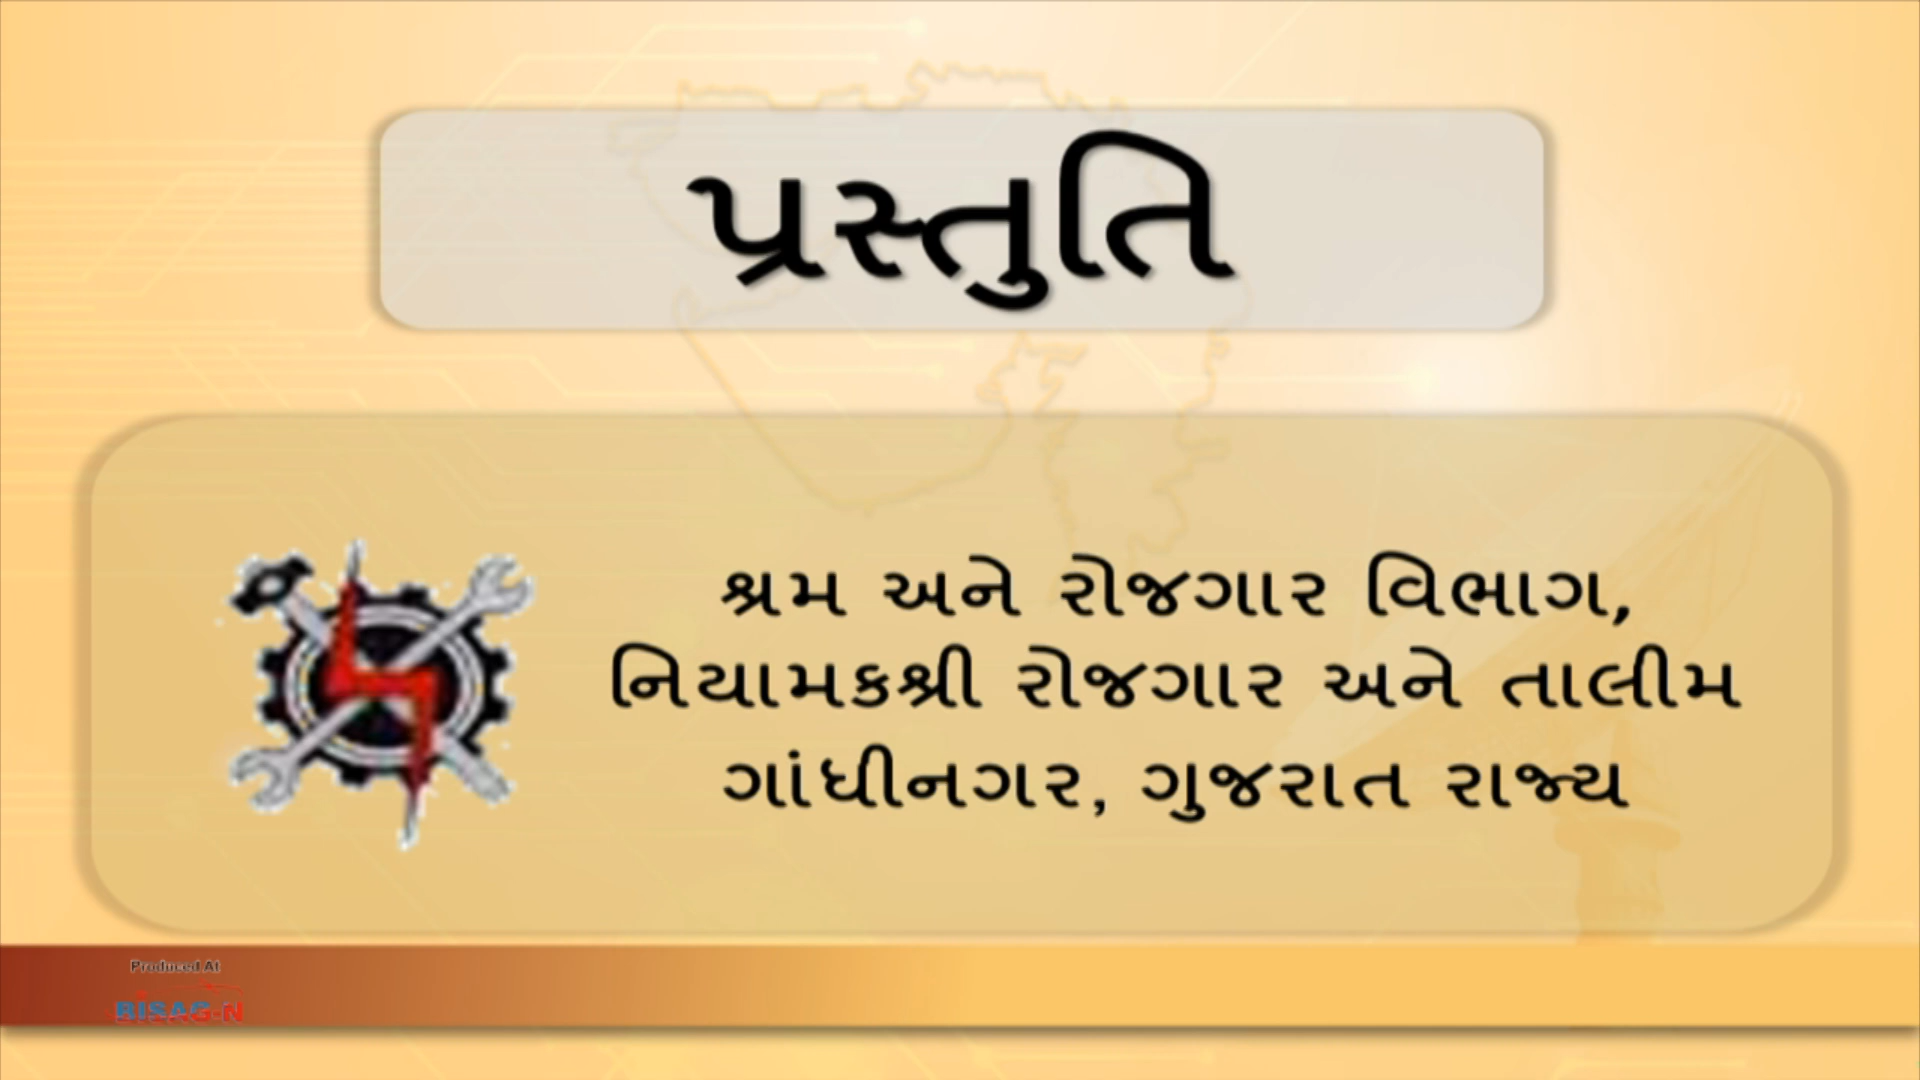 પ્રસ્તુતિ
શ્રમ અને રોજગાર વિભાગ,
નિયામકશ્રી રોજગાર અને તાલીમ
ગાંધીનગર, ગુજરાત રાજ્ય
Produced At
BISAG-N